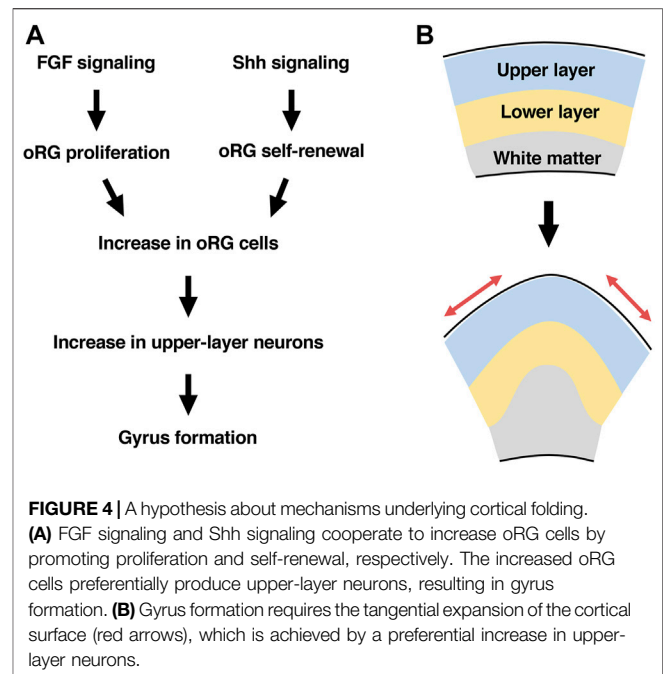 A
FGF signaling
Shh signaling
oRG proliferation
oRG self-renewal
Increase in oRG cells
Increase in upper-layer neurons
Gyrus formation
B
Upper layer
Lower layer
White matter
FIGURE 4 | A hypothesis about mechanisms underlying cortical folding.
(A) FGF signaling and Shh signaling cooperate to increase oRG cells by
promoting proliferation and self-renewal, respectively. The increased oRG
cells preferentially produce upper-layer neurons, resulting in gyrus
formation. (B) Gyrus formation requires the tangential expansion of the cortical
surface (red arrows), which is achieved by a preferential increase in upper-
layer neurons.